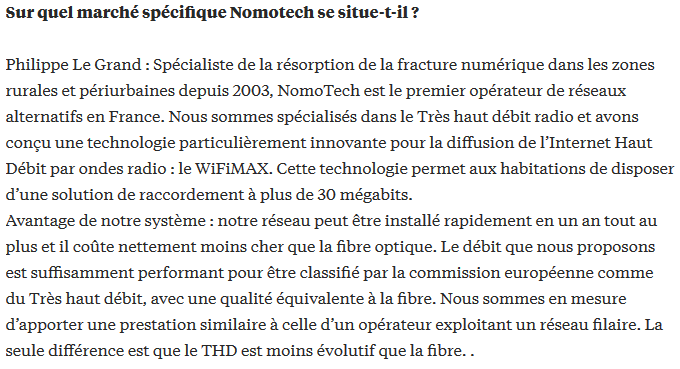 Sur quel marché spécifique Nomotech se situe-t-il ?
Philippe Le Grand : Spécialiste de la résorption de la fracture numérique dans les zones
rurales et périurbaines depuis 2003, NomoTech est le premier opérateur de réseaux
alternatifs en France. Nous sommes spécialisés dans le Très haut débit radio et avons
conçu une technologie particulièrement innovante pour la diffusion de l’Internet Haut
Débit par ondes radio : le WiFiMAX. Cette technologie permet aux habitations de disposer
d’une solution de raccordement à plus de 30 mégabits.
Avantage de notre système : notre réseau peut être installé rapidement en un an tout au
plus et il coûte nettement moins cher que la fibre optique. Le débit que nous proposons
est suffisamment performant pour être classifié par la commission européenne comme
du Très haut débit, avec une qualité équivalente à la fibre. Nous sommes en mesure
d’apporter une prestation similaire à celle d’un opérateur exploitant un réseau filaire. La
seule différence est que le THD est moins évolutif que la fibre. .